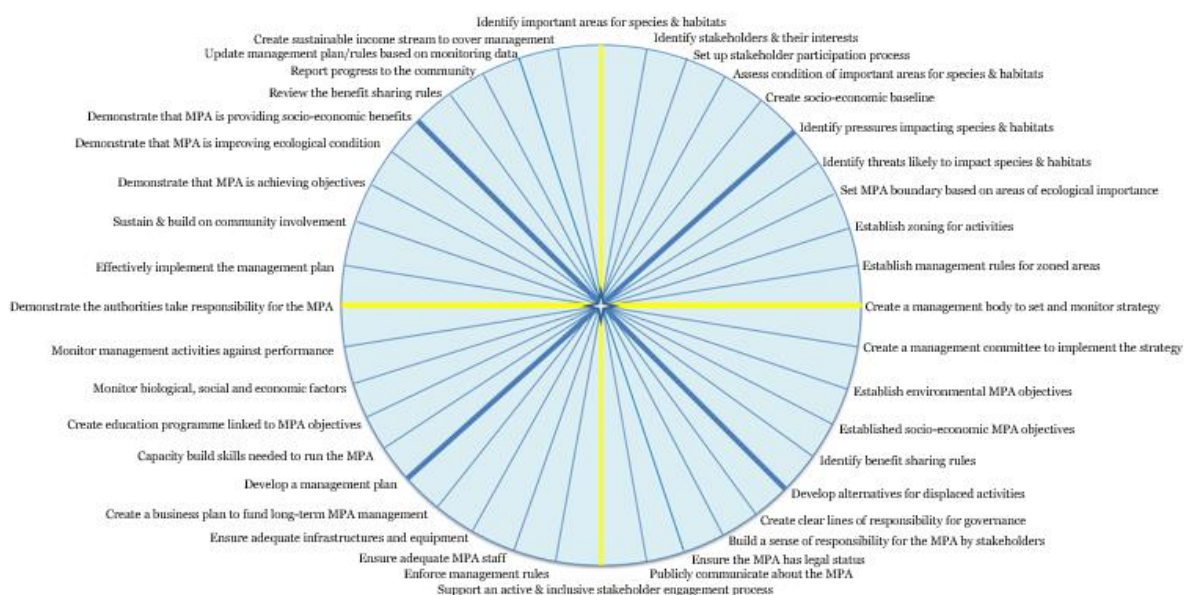 Identify important areas for species & habitats
Identify stakeholders & their interests
Set up stakeholder participation process
Assess condition of important areas for species & habitats
Create socio-economic baseline
Identify pressures impacting species & habitats
Identify threats likely to impact species & habitats
Set MPA boundary based on areas of ecological importance
Establish zoning for activities
Establish management rules for zoned areas
Create a management body to set and monitor strategy
Create a management committee to implement the strategy
Establish environmental MPA objectives
Established socio-economic MPA objectives
Identify benefit sharing rules
Develop alternatives for displaced activities
Create clear lines of responsibility for governance
Build a sense of responsibility for the MPA by stakeholders
Ensure the MPA has legal status
Publicly communicate about the MPA
Support an active & inclusive stakeholder engagement process
Enforce management rules
Ensure adequate MPA staff
Ensure adequate infrastructures and equipment
Create a business plan to fund long-term MPA management
Develop a management plan
Capacity build skills needed to run the MPA
Create education programme linked to MPA objectives
Monitor biological, social and economic factors
Monitor management activities against performance
Demonstrate the authorities take responsibility for the MPA
Effectively implement the management plan
Sustain & build on community involvement
Demonstrate that MPA is achieving objectives
Demonstrate that MPA is improving ecological condition
Demonstrate that MPA is providing socio-economic benefits
Review the benefit sharing rules
Report progress to the community
Update management plan/rules based on monitoring data
Create sustainable income stream to cover management